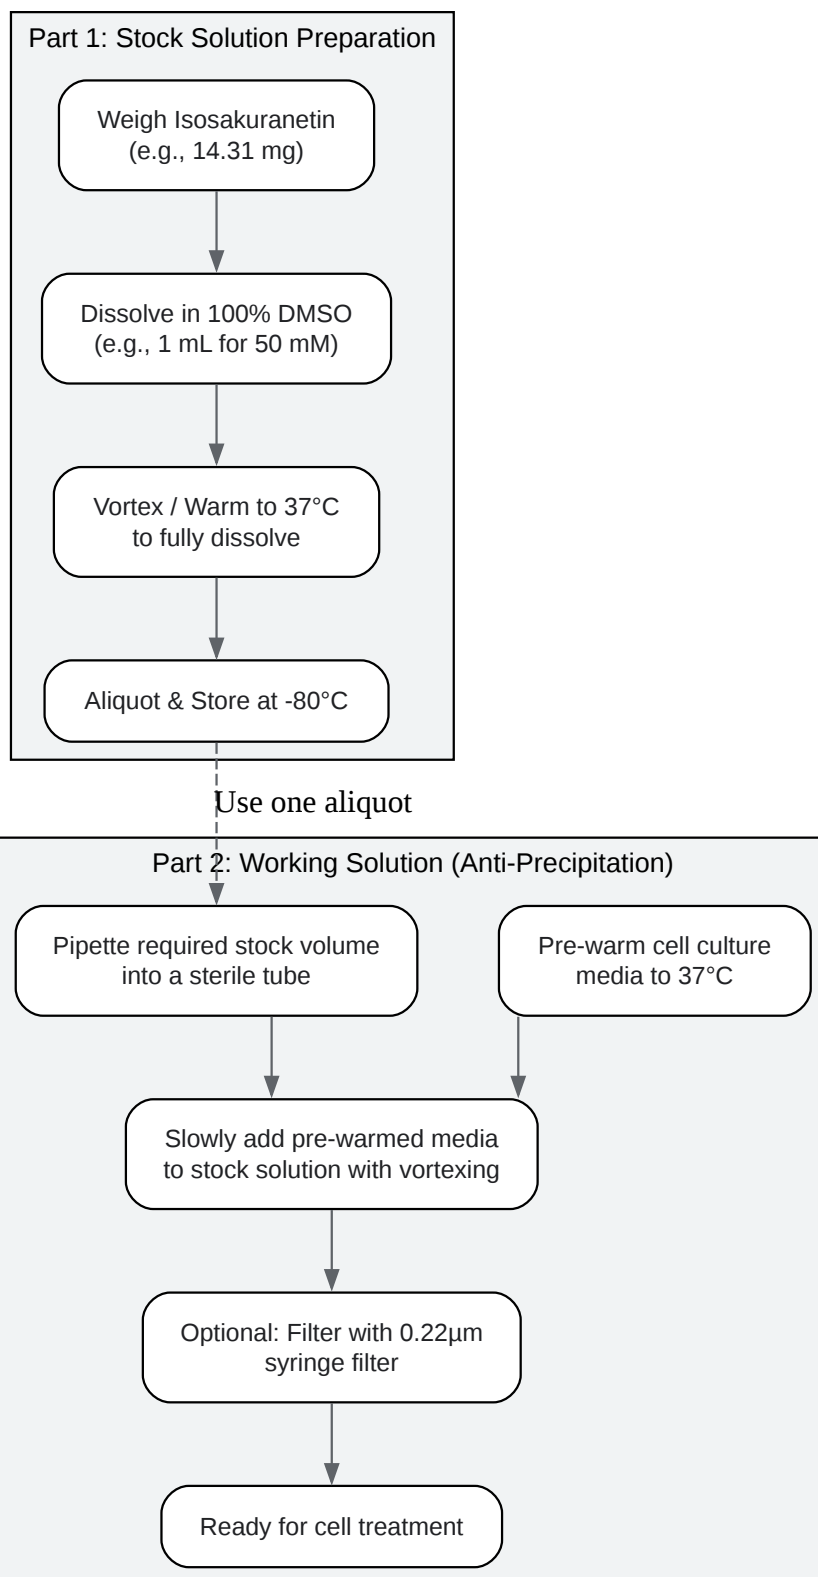 Part 1: Stock Solution Preparation
Weigh Isosakuranetin
(e.g., 14.31 mg)
Dissolve in 100% DMSO
(e.g., 1 mL for 50 mM)
Vortex / Warm to 37°C
to fully dissolve
Aliquot & Store at -80°C
Use one aliquot
Part 2: Working Solution (Anti-Precipitation)
Pipette required stock volume
into a sterile tube
Pre-warm cell culture
media to 37°C
Slowly add pre-warmed media
to stock solution with vortexing
Optional: Filter with 0.22µm
syringe filter
Ready for cell treatment